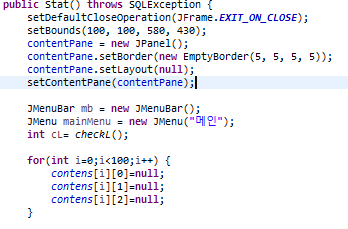 public Stat() throws SQLException {
setDefaultCloseOperation(JFrame.EXIT_ON_CLOSE);
setBounds(100, 100, 580, 430);
contentPane = new JPanel();
contentPane.setBorder(new EmptyBorder(5, 5, 5, 5));
contentPane.setLayout(null);
setContentPane(contentPane);
JMenuBar mb = new JMenuBar();
JMenu mainMenu = new JMenu("메인");
int cL= checkL();
for(int i=0;i<100;i++) {
contens[i][0]=null;
contens[i][1]=null;
contens[i][2]=null;
}